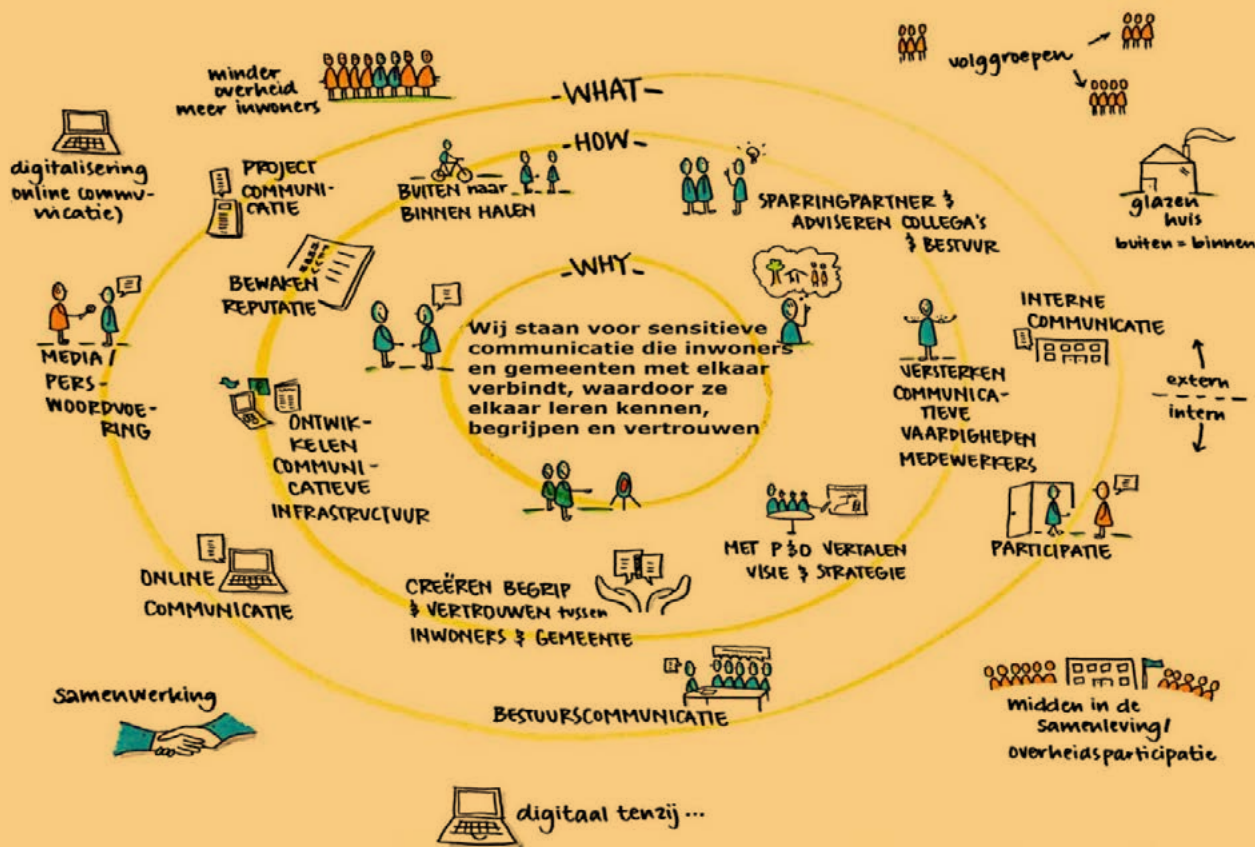 minder
overheid
meer inwoners
volggroepen
-WHAT-
digitalisering
online commu-
nicatie)
PROJECT
COMMUNI-
CATIE
-HOW-
BUITEN naar
BINNEN HALEN
SPARRINGPARTNER &
ADVISEREN COLLEGA'S
& BESTUUR
glazen
huis
buiten = binnen
BEWAKEN
REPUTATIE
-WHY-
Wij staan voor sensitieve
communicatie die inwoners
en gemeenten met elkaar
verbindt, waardoor ze
elkaar leren kennen,
begrijpen en vertrouwen
INTERNE
COMMUNICATIE
MEDIA/
PERS-
WOORDVOE-
RING
VERSTERKEN
COMMUNICA-
TIEVE
VAARDIGHEDEN
MEDEWERKERS
extern
intern
ONTWIK-
KELEN
COMMUNI-
CATIEVE
INFRASTRUCTUUR
MET P&O VERTALEN
VISIE & STRATEGIE
PARTICIPATIE
ONLINE
COMMUNICATIE
CREËREN BEGRIP
& VERTROUWEN tussen
INWONERS & GEMEENTE
samenwerking
BESTUURSCOMMUNICATIE
midden in de
samenleving/
overheidsparticipatie
digitaal tenzij ...